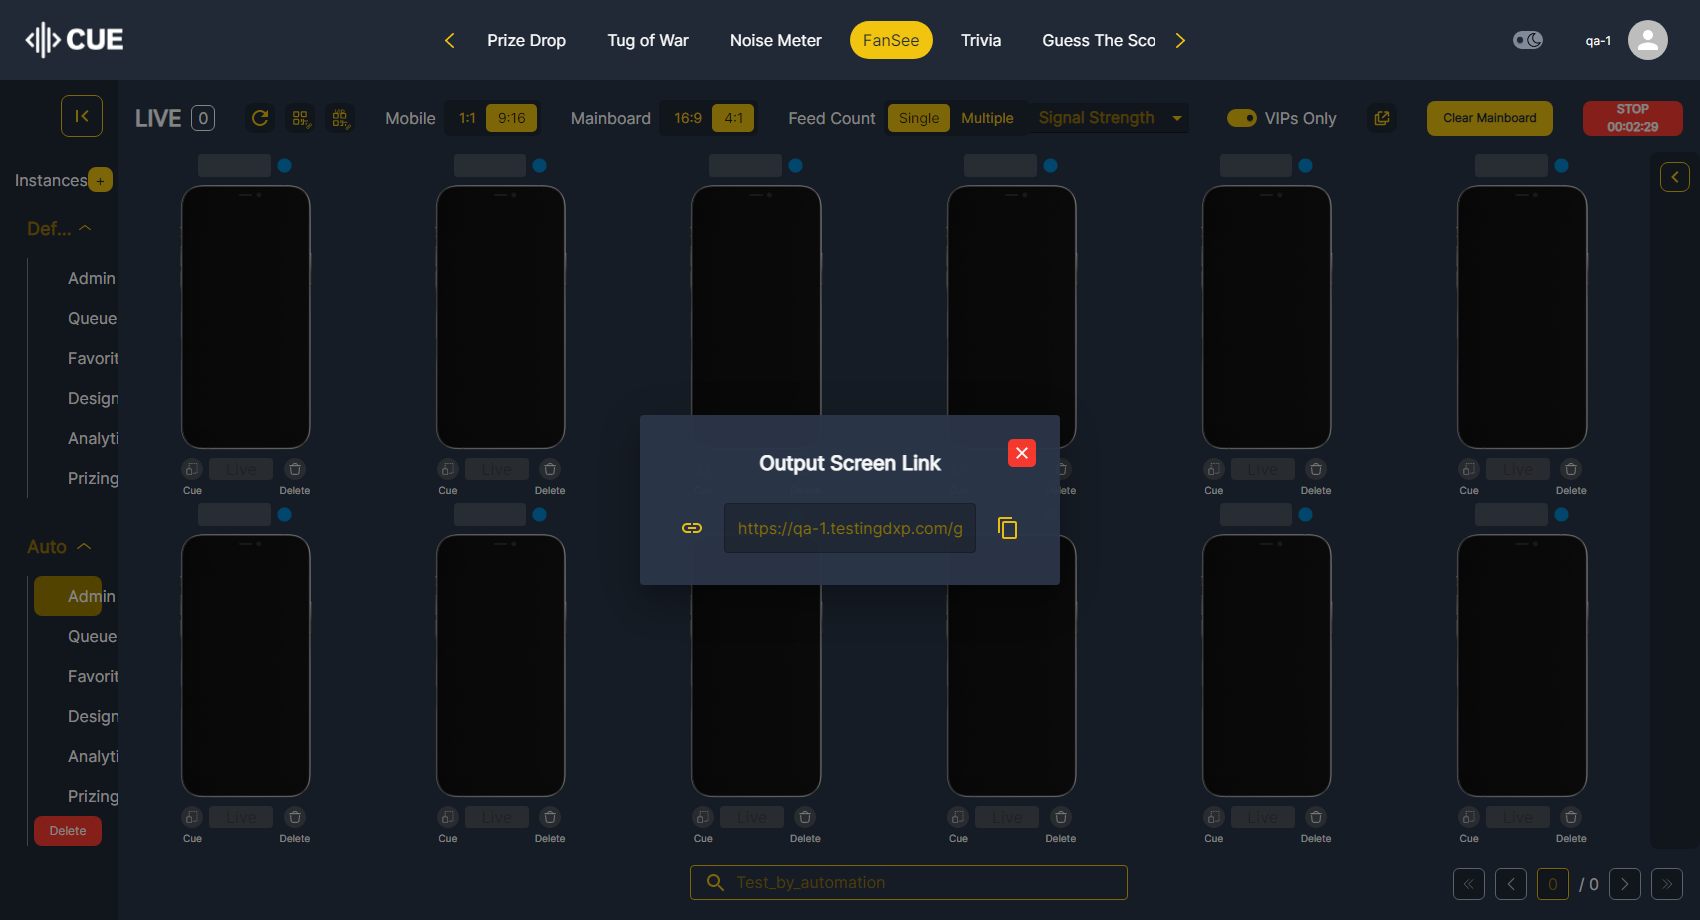 CUE
Prize Drop Tug of War Noise Meter FanSee Trivia Guess The Sco
qa-1
LIVE 0 Mobile 1:1 9:16 Mainboard 16:9 4:1 Feed Count Single Multiple Signal Strength VIPs Only Clear Mainboard STOP
00:02:29
Instances +
Def...
Admin
Queue
Favorit
Design
Analyti
Prizing
Live Live Live Live
Cue Delete Cue Delete lete Cue Delete Cue Delete
Output Screen Link
https://qa-1.testingdxp.com/g
Auto
Admin
Queue
Favorit
Design
Analyti
Prizing
Delete
Live Live Live Live Live Live
Cue Delete Cue Delete Cue Delete Cue Delete Cue Delete Cue Delete
Test_by_automation
0 / 0